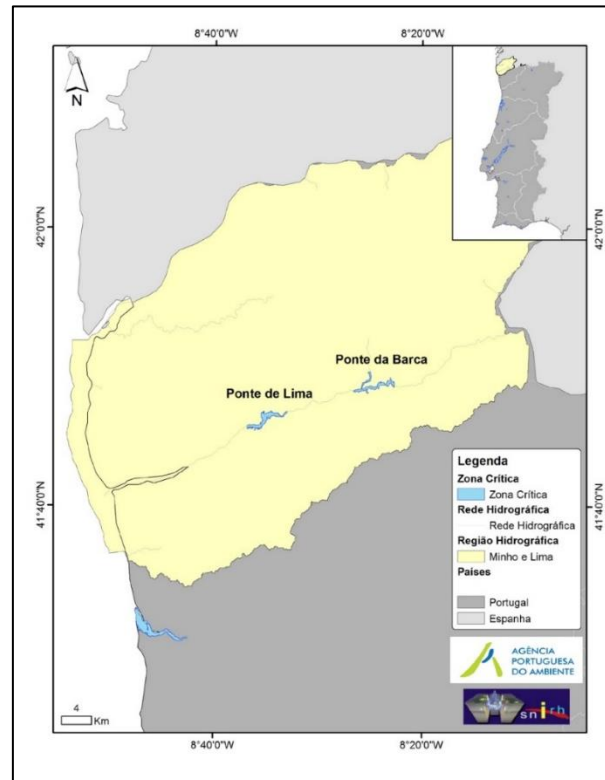 8°40'0"W
8°20'0"W
N
42°0'0"N
42°0'0"N
Ponte da Barca
Ponte de Lima
41°40'0"N
41°40'0"N
Legenda
Zona Crítica
Zona Crítica
Rede Hidrográfica
Rede Hidrográfica
Região Hidrográfica
Minho e Lima
Países
Portugal
Espanha
AGÊNCIA
PORTUGUESA
DO AMBIENTE
snirh
4
Km
8°40'0"W
8°20'0"W